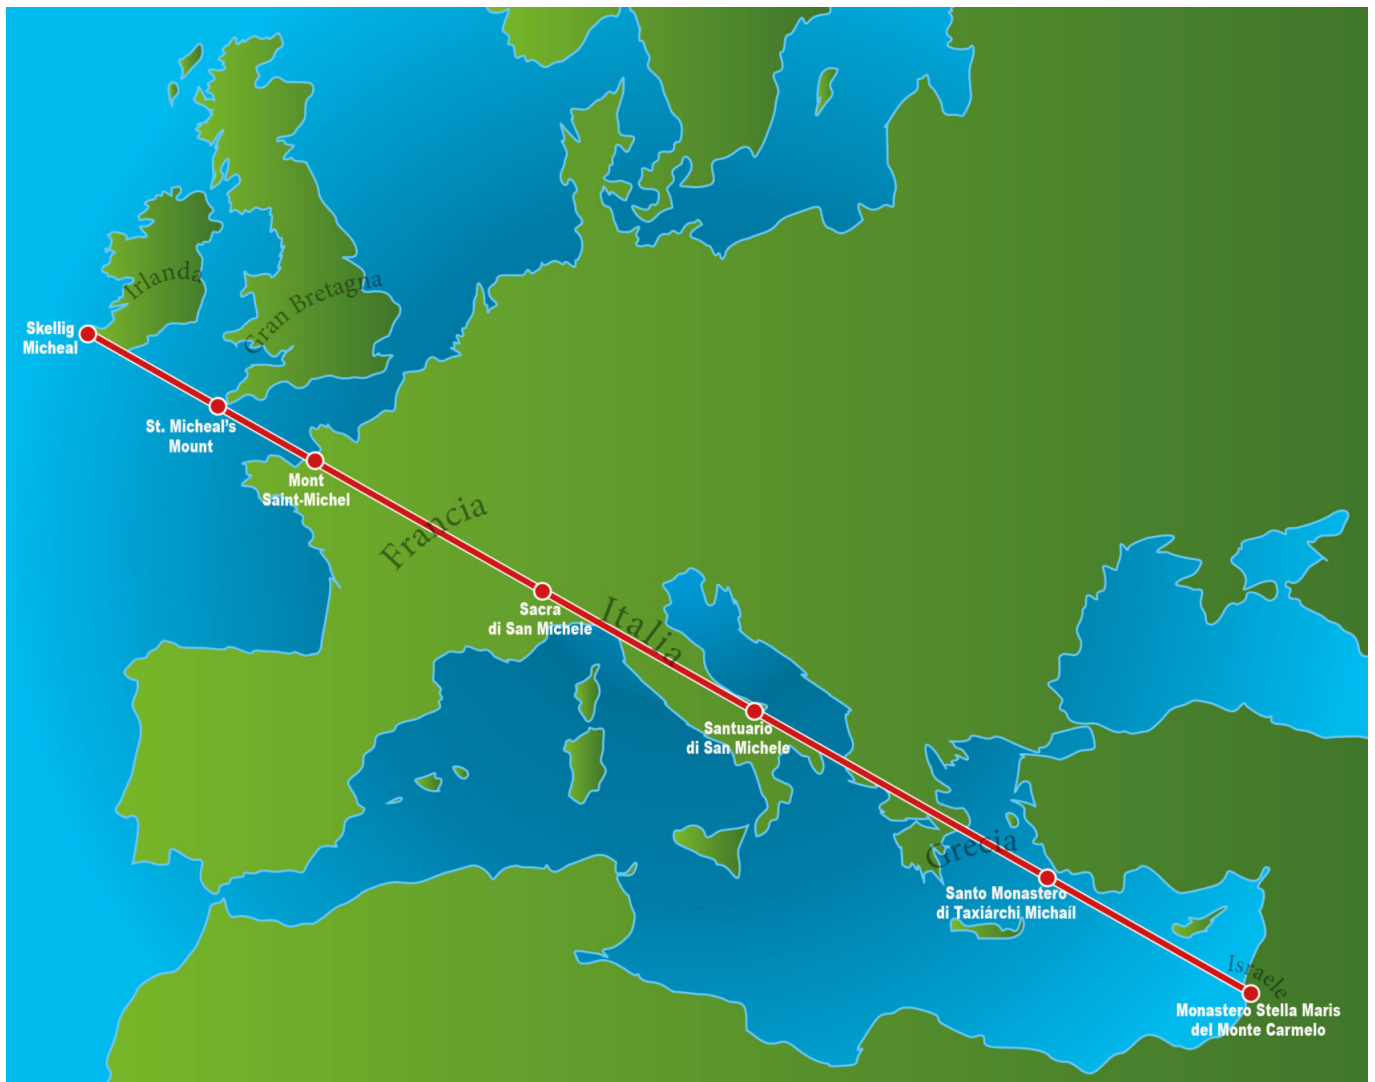 Irlanda
Gran Bretagna
Skellig
Micheal
St. Micheal's
Mount
Mont
Saint-Michel
Francia
Sacra
di San Michele
Italia
Santuario
di San Michele
Grecia
Santo Monastero
di Taxiárchi Michaíl
Israele
Monastero Stella Maris
del Monte Carmelo